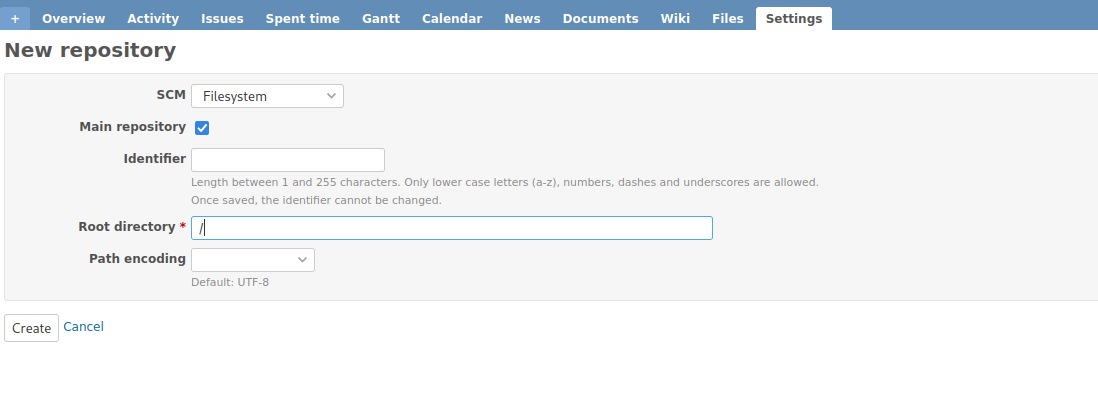 + Overview Activity Issues Spent time Gantt Calendar News Documents Wiki Files Settings
New repository
SCM Filesystem
Main repository
Identifier
Length between 1 and 255 characters. Only lower case letters (a-z), numbers, dashes and underscores are allowed.
Once saved, the identifier cannot be changed.
Root directory * /
Path encoding
Default: UTF-8
Create Cancel